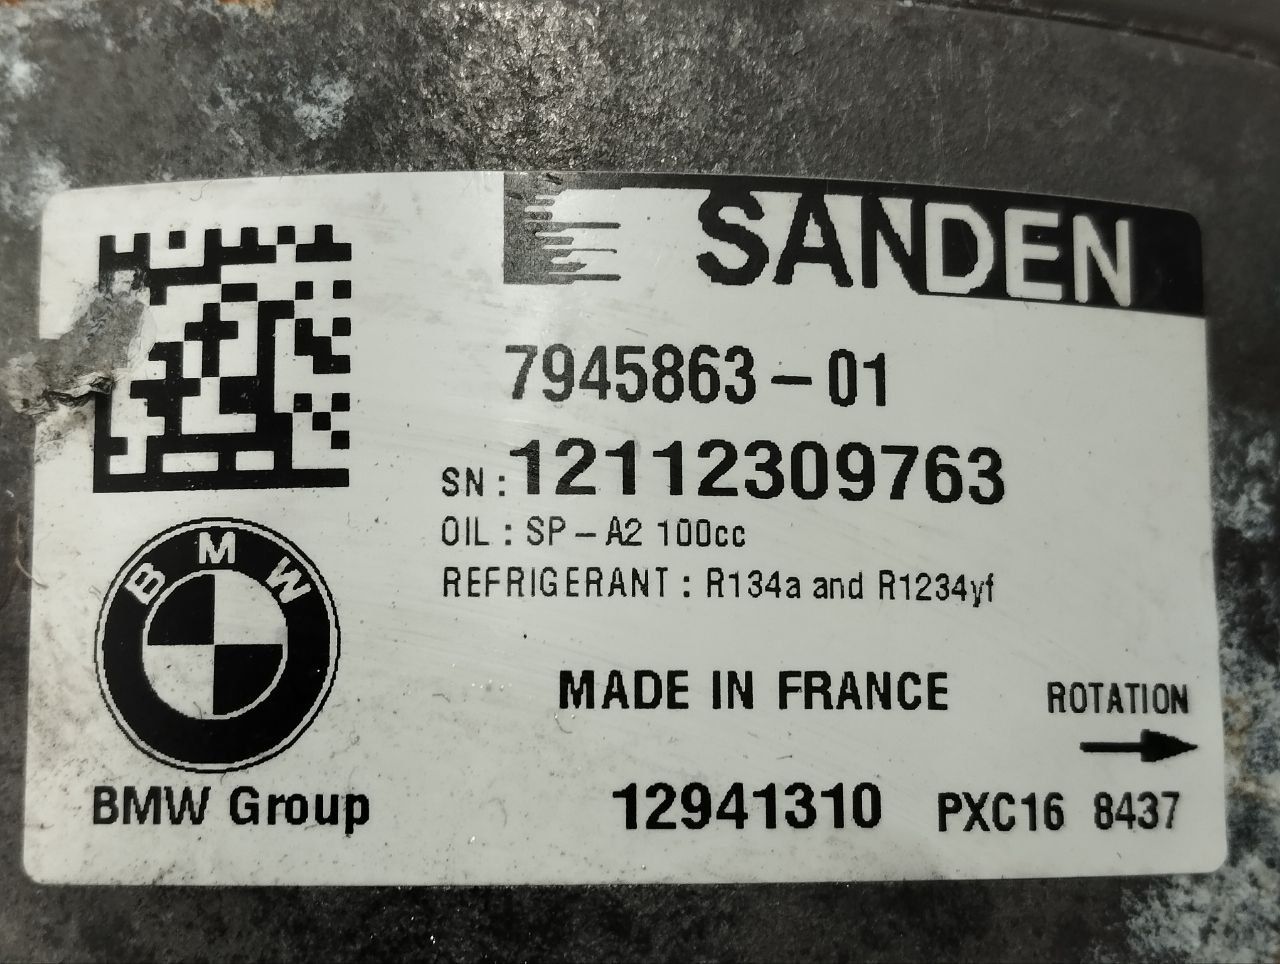 SANDEN
7945863-01
SN:12112309763
OIL : SP-A2 100cc
REFRIGERANT : R134a and R1234yf
BMW
MADE IN FRANCE
ROTATION
BMW Group
12941310 PXC16 8437